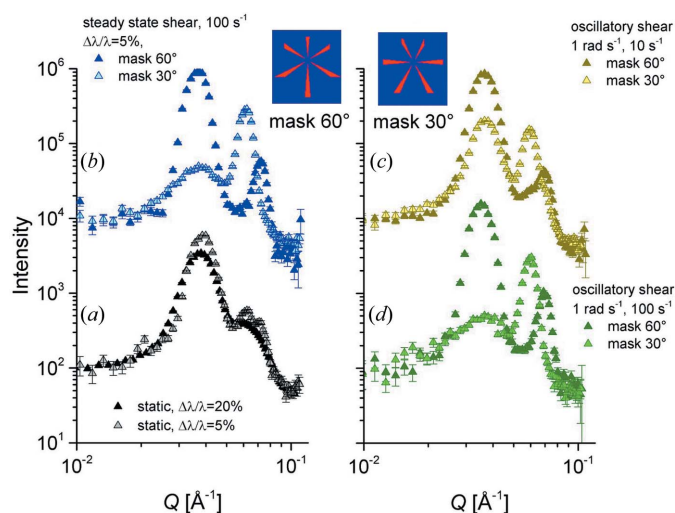 steady state shear, 100 s⁻¹
Δλ/λ=5%,
mask 60°
mask 30°
mask 60°
mask 30°
oscillatory shear
1 rad s⁻¹, 10 s⁻¹
mask 60°
mask 30°
(b)
(c)
(a)
(d)
oscillatory shear
1 rad s⁻¹, 100 s⁻¹
mask 60°
mask 30°
static, Δλ/λ=20%
static, Δλ/λ=5%
Intensity
10⁶
10⁵
10⁴
10³
10²
10¹
10⁻²
10⁻¹
10⁻²
10⁻¹
Q [Å⁻¹]
Q [Å⁻¹]